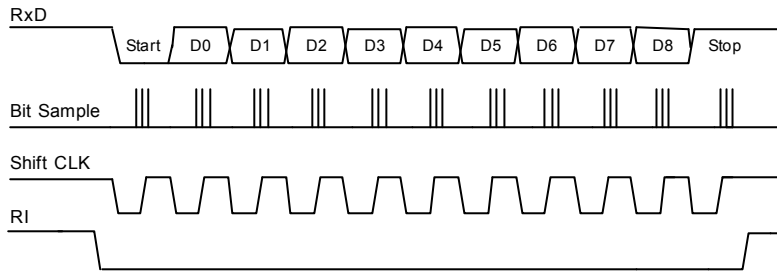 RxD
Start D0 D1 D2 D3 D4 D5 D6 D7 D8 Stop
Bit Sample
Shift CLK
RI